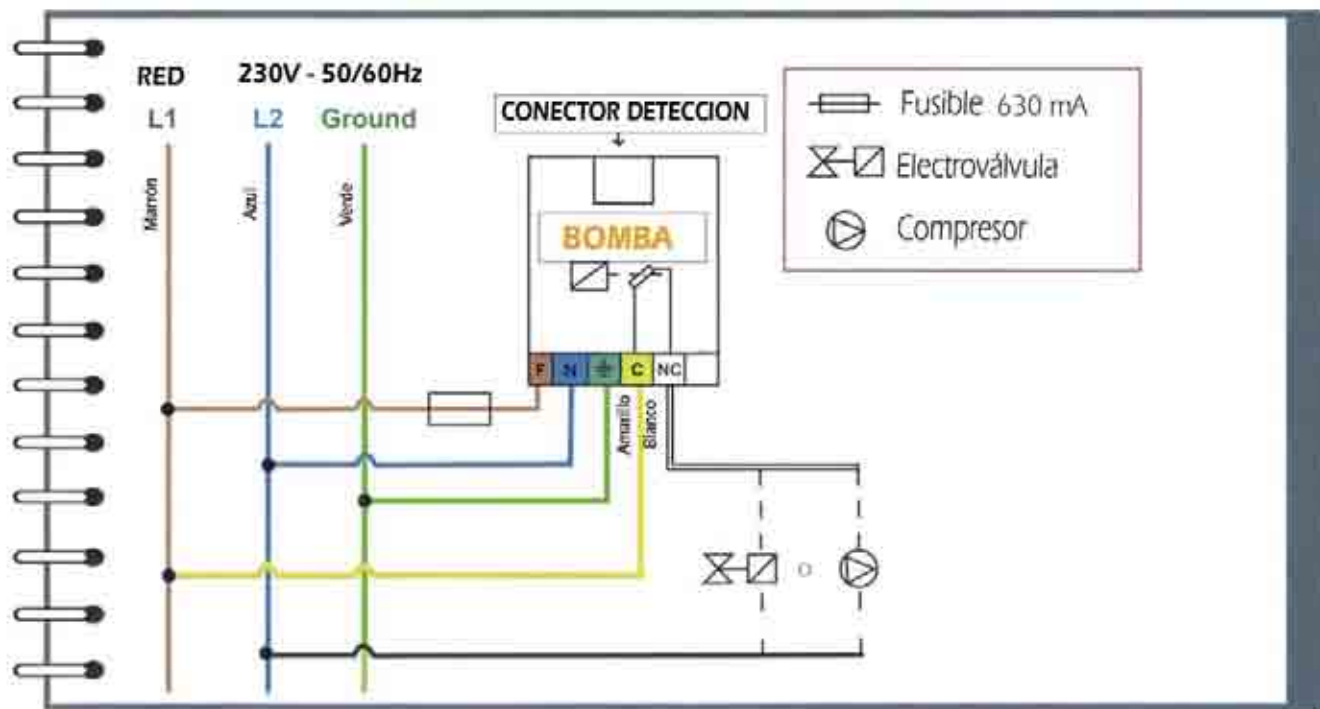 RED 230V - 50/60Hz
L1 L2 Ground
Marrón
Azul
Verde
CONECTOR DETECCION
BOMBA
F N C NC
Amarillo
Blanco
Fusible 630 mA
Electroválvula
Compresor
o